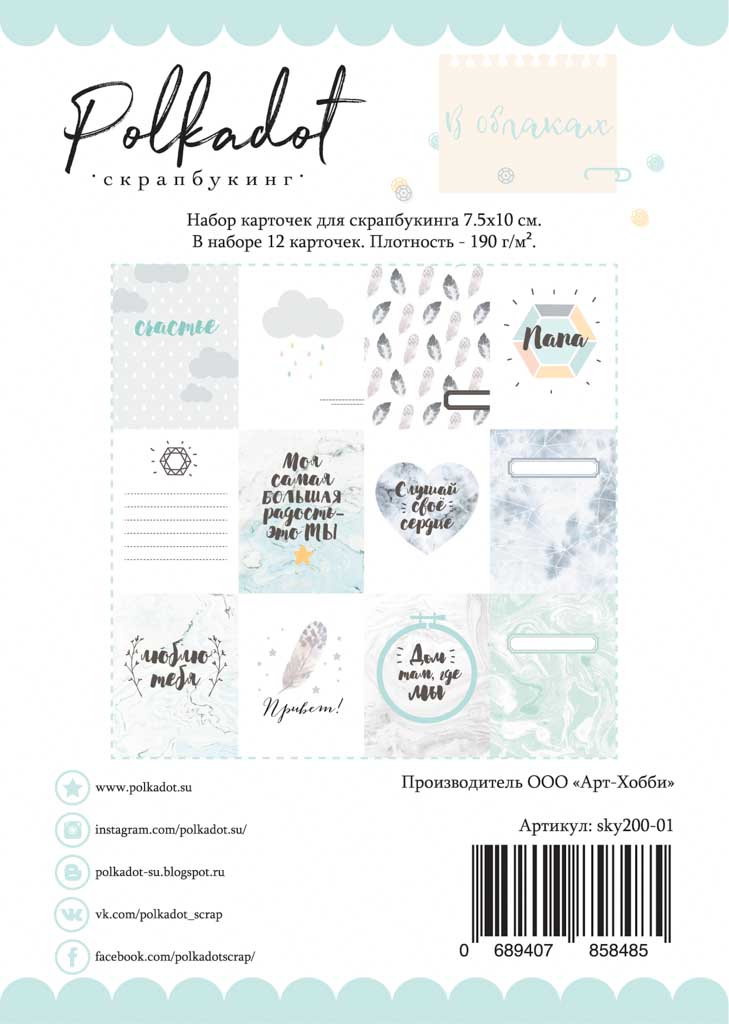 Polkadot
·скрапбукинг·
В облаках
Набор карточек для скрапбукинга 7.5x10 см.
В наборе 12 карточек. Плотность - 190 г/м².
счастье
Папа
Моя
самая
БОЛЬШАЯ
радость-
это МЫ
Слушай
своё
сердце
люблю
тебя
Привет!
Дом
там, где
мы
www.polkadot.su
instagram.com/polkadot.su/
polkadot-su.blogspot.ru
vk.com/polkadot_scrap
facebook.com/polkadotscrap/
Производитель ООО «Арт-Хобби»
Артикул: sky200-01
0 689407 858485